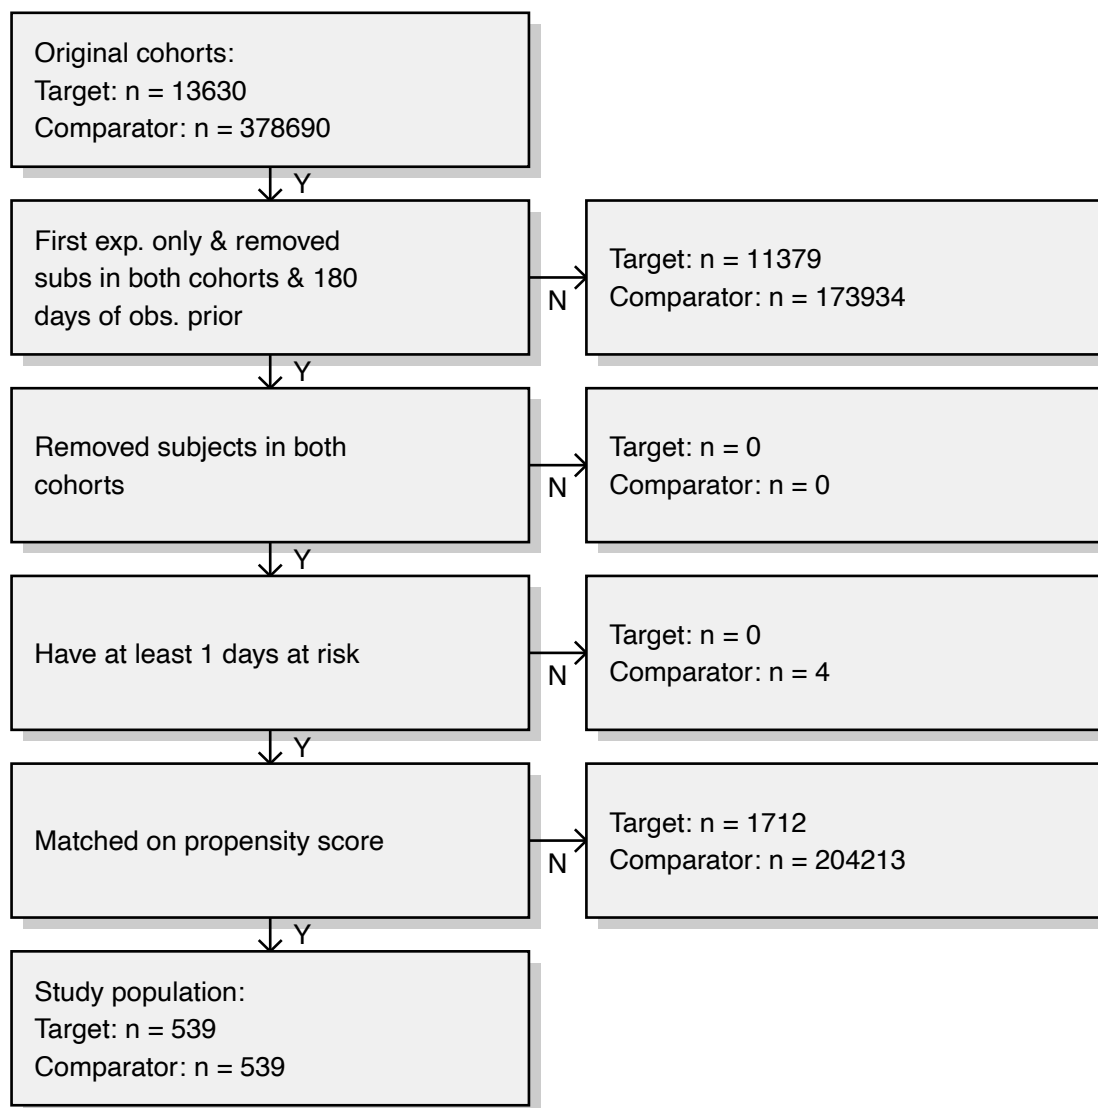 Original cohorts:
Target: n = 13630
Comparator: n = 378690
Y
First exp. only & removed
subs in both cohorts & 180
days of obs. prior
N
Target: n = 11379
Comparator: n = 173934
Y
Removed subjects in both
cohorts
N
Target: n = 0
Comparator: n = 0
Y
Have at least 1 days at risk
N
Target: n = 0
Comparator: n = 4
Y
Matched on propensity score
N
Target: n = 1712
Comparator: n = 204213
Y
Study population:
Target: n = 539
Comparator: n = 539